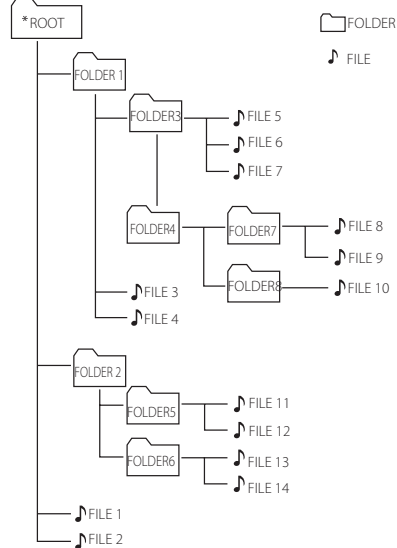 *ROOT
FOLDER
FILE
FOLDER 1
FOLDER3
FILE 5
FILE 6
FILE 7
FOLDER4
FOLDER7
FILE 8
FILE 9
FOLDER8
FILE 10
FILE 3
FILE 4
FOLDER 2
FOLDER5
FILE 11
FILE 12
FOLDER6
FILE 13
FILE 14
FILE 1
FILE 2